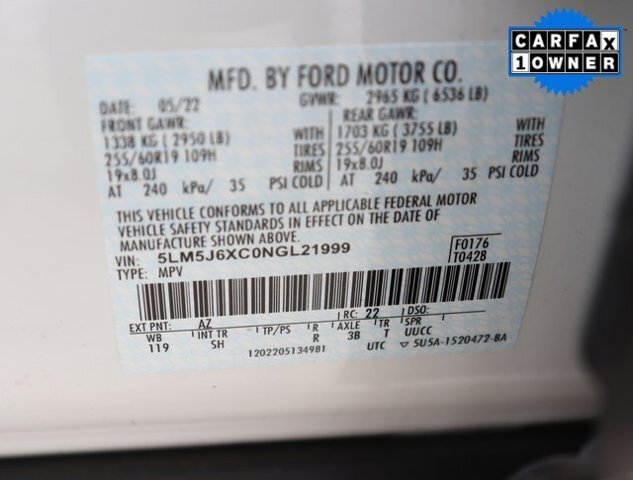 CARFAX
1 OWNER
MFD. BY FORD MOTOR CO.
DATE: 05/22 GVWR: 2965 KG ( 6536 LB)
FRONT GAWR: REAR GAWR:
1338 KG ( 2950 LB) WITH 1703 KG ( 3755 LB) WITH
255/60R19 109H TIRES 255/60R19 109H TIRES
19x8.0J RIMS 19x8.0J RIMS
AT 240 kPa/ 35 PSI COLD AT 240 kPa/ 35 PSI COLD
THIS VEHICLE CONFORMS TO ALL APPLICABLE FEDERAL MOTOR
VEHICLE SAFETY STANDARDS IN EFFECT ON THE DATE OF
MANUFACTURE SHOWN ABOVE.
VIN: 5LM5J6XC0NGL21999 F0176
TYPE: MPV T0428
EXT PNT: AZ RC: 22 DSO:
WB INT TR TP/PS R AXLE TR SPR
119 SH R 3B T UUCC
1202205134981 UTC ▽ 5U5A-1520472-BA